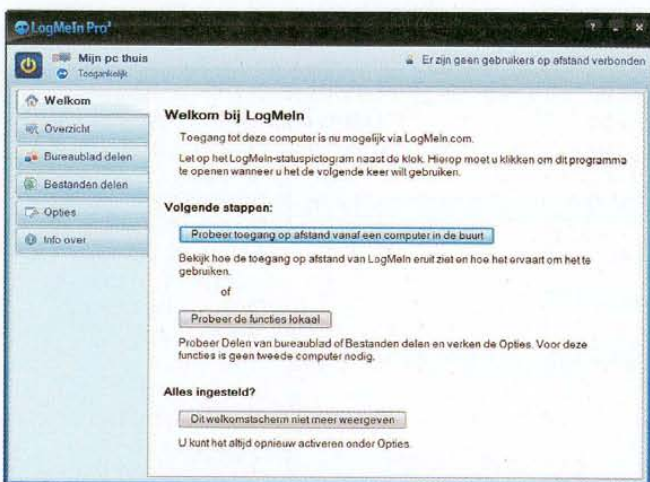 LogMeIn Pro²
Mijn pc thuis
Toegankelijk
Er zijn geen gebruikers op afstand verbonden
Welkom
Overzicht
Bureaublad delen
Bestanden delen
Opties
Info over
Welkom bij LogMeIn
Toegang tot deze computer is nu mogelijk via LogMeIn.com.
Let op het LogMeIn-statuspictogram naast de klok. Hierop moet u klikken om dit programma
te openen wanneer u het de volgende keer wilt gebruiken.
Volgende stappen:
Probeer toegang op afstand vanaf een computer in de buurt
Bekijk hoe de toegang op afstand van LogMeIn eruit ziet en hoe het ervaart om het te
gebruiken.
of
Probeer de functies lokaal
Probeer Delen van bureaublad of Bestanden delen en verken de Opties. Voor deze
functies is geen tweede computer nodig.
Alles ingesteld?
Dit welkomstscherm niet meer weergeven
U kunt het altijd opnieuw activeren onder Opties.